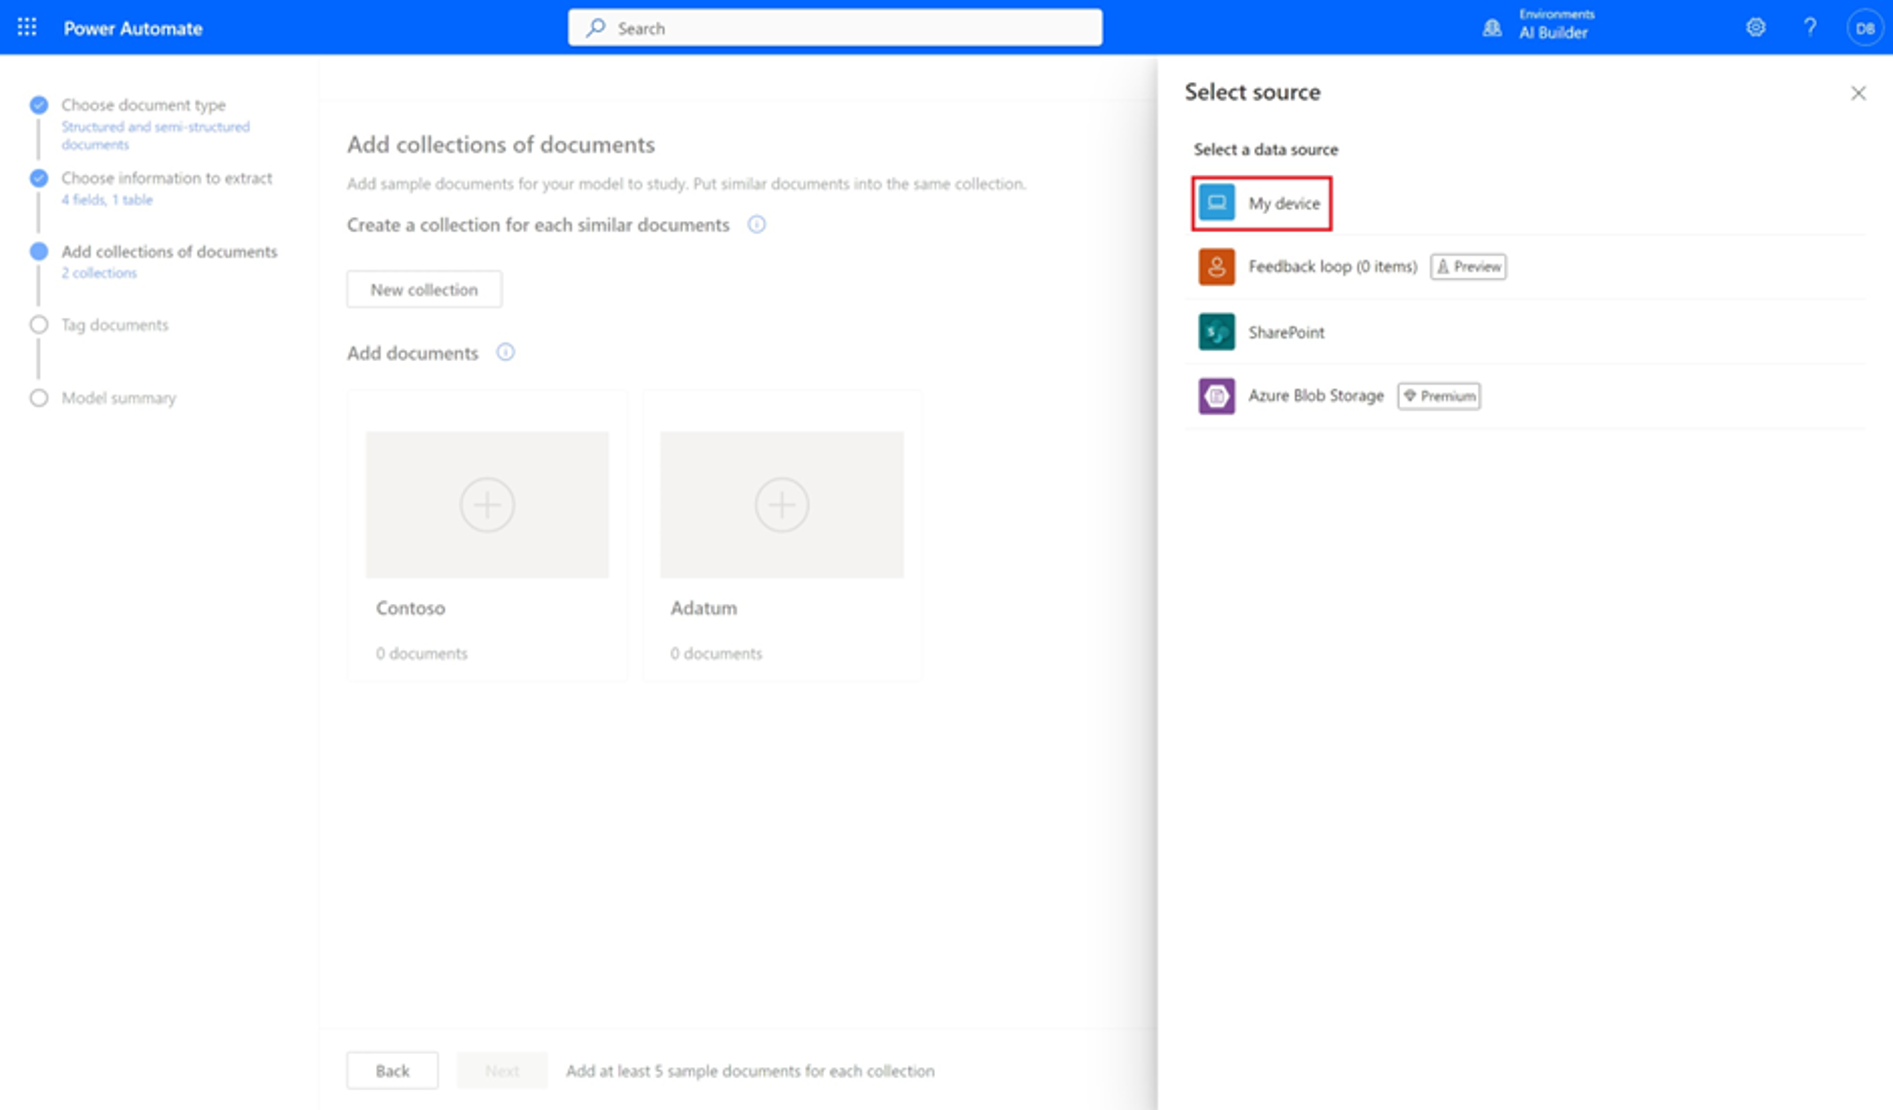 Power Automate
Search
Environments
AI Builder
?
DB
Choose document type
Structured and semi-structured
documents
Choose information to extract
4 fields, 1 table
Add collections of documents
2 collections
Tag documents
Model summary
Add collections of documents
Add sample documents for your model to study. Put similar documents into the same collection.
Create a collection for each similar documents
New collection
Add documents
Contoso
0 documents
Adatum
0 documents
Back
Next
Add at least 5 sample documents for each collection
Select source
Select a data source
My device
Feedback loop (0 items)
Preview
SharePoint
Azure Blob Storage
Premium